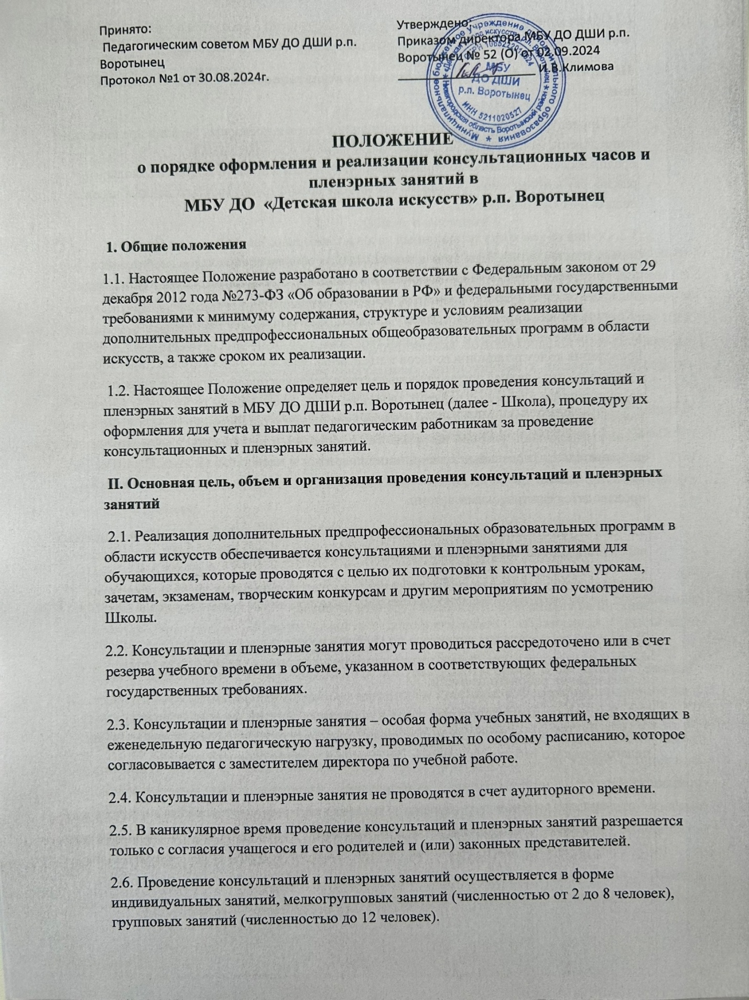 Принято:
Педагогическим советом МБУ ДО ДШИ р.п.
Воротынец
Протокол №1 от 30.08.2024г.
Утверждено:
Приказом директора МБУ ДО ДШИ р.п.
Воротынец № 52 (О) от 02.09.2024
И.В.Климова
Муниципальное бюджетное учреждение дополнительного образования
Нижегородская область Воротынский район
МБУ
ДО ДШИ
р.п. Воротынец
ИНН 5211020527
ПОЛОЖЕНИЕ
о порядке оформления и реализации консультационных часов и
пленэрных занятий в
МБУ ДО «Детская школа искусств» р.п. Воротынец
1. Общие положения
1.1. Настоящее Положение разработано в соответствии с Федеральным законом от 29
декабря 2012 года №273-ФЗ «Об образовании в РФ» и федеральными государственными
требованиями к минимуму содержания, структуре и условиям реализации
дополнительных предпрофессиональных общеобразовательных программ в области
искусств, а также сроком их реализации.
1.2. Настоящее Положение определяет цель и порядок проведения консультаций и
пленэрных занятий в МБУ ДО ДШИ р.п. Воротынец (далее - Школа), процедуру их
оформления для учета и выплат педагогическим работникам за проведение
консультационных и пленэрных занятий.
II. Основная цель, объем и организация проведения консультаций и пленэрных
занятий
2.1. Реализация дополнительных предпрофессиональных образовательных программ в
области искусств обеспечивается консультациями и пленэрными занятиями для
обучающихся, которые проводятся с целью их подготовки к контрольным урокам,
зачетам, экзаменам, творческим конкурсам и другим мероприятиям по усмотрению
Школы.
2.2. Консультации и пленэрные занятия могут проводиться рассредоточено или в счет
резерва учебного времени в объеме, указанном в соответствующих федеральных
государственных требованиях.
2.3. Консультации и пленэрные занятия – особая форма учебных занятий, не входящих в
еженедельную педагогическую нагрузку, проводимых по особому расписанию, которое
согласовывается с заместителем директора по учебной работе.
2.4. Консультации и пленэрные занятия не проводятся в счет аудиторного времени.
2.5. В каникулярное время проведение консультаций и пленэрных занятий разрешается
только с согласия учащегося и его родителей и (или) законных представителей.
2.6. Проведение консультаций и пленэрных занятий осуществляется в форме
индивидуальных занятий, мелкогрупповых занятий (численностью от 2 до 8 человек),
групповых занятий (численностью до 12 человек).